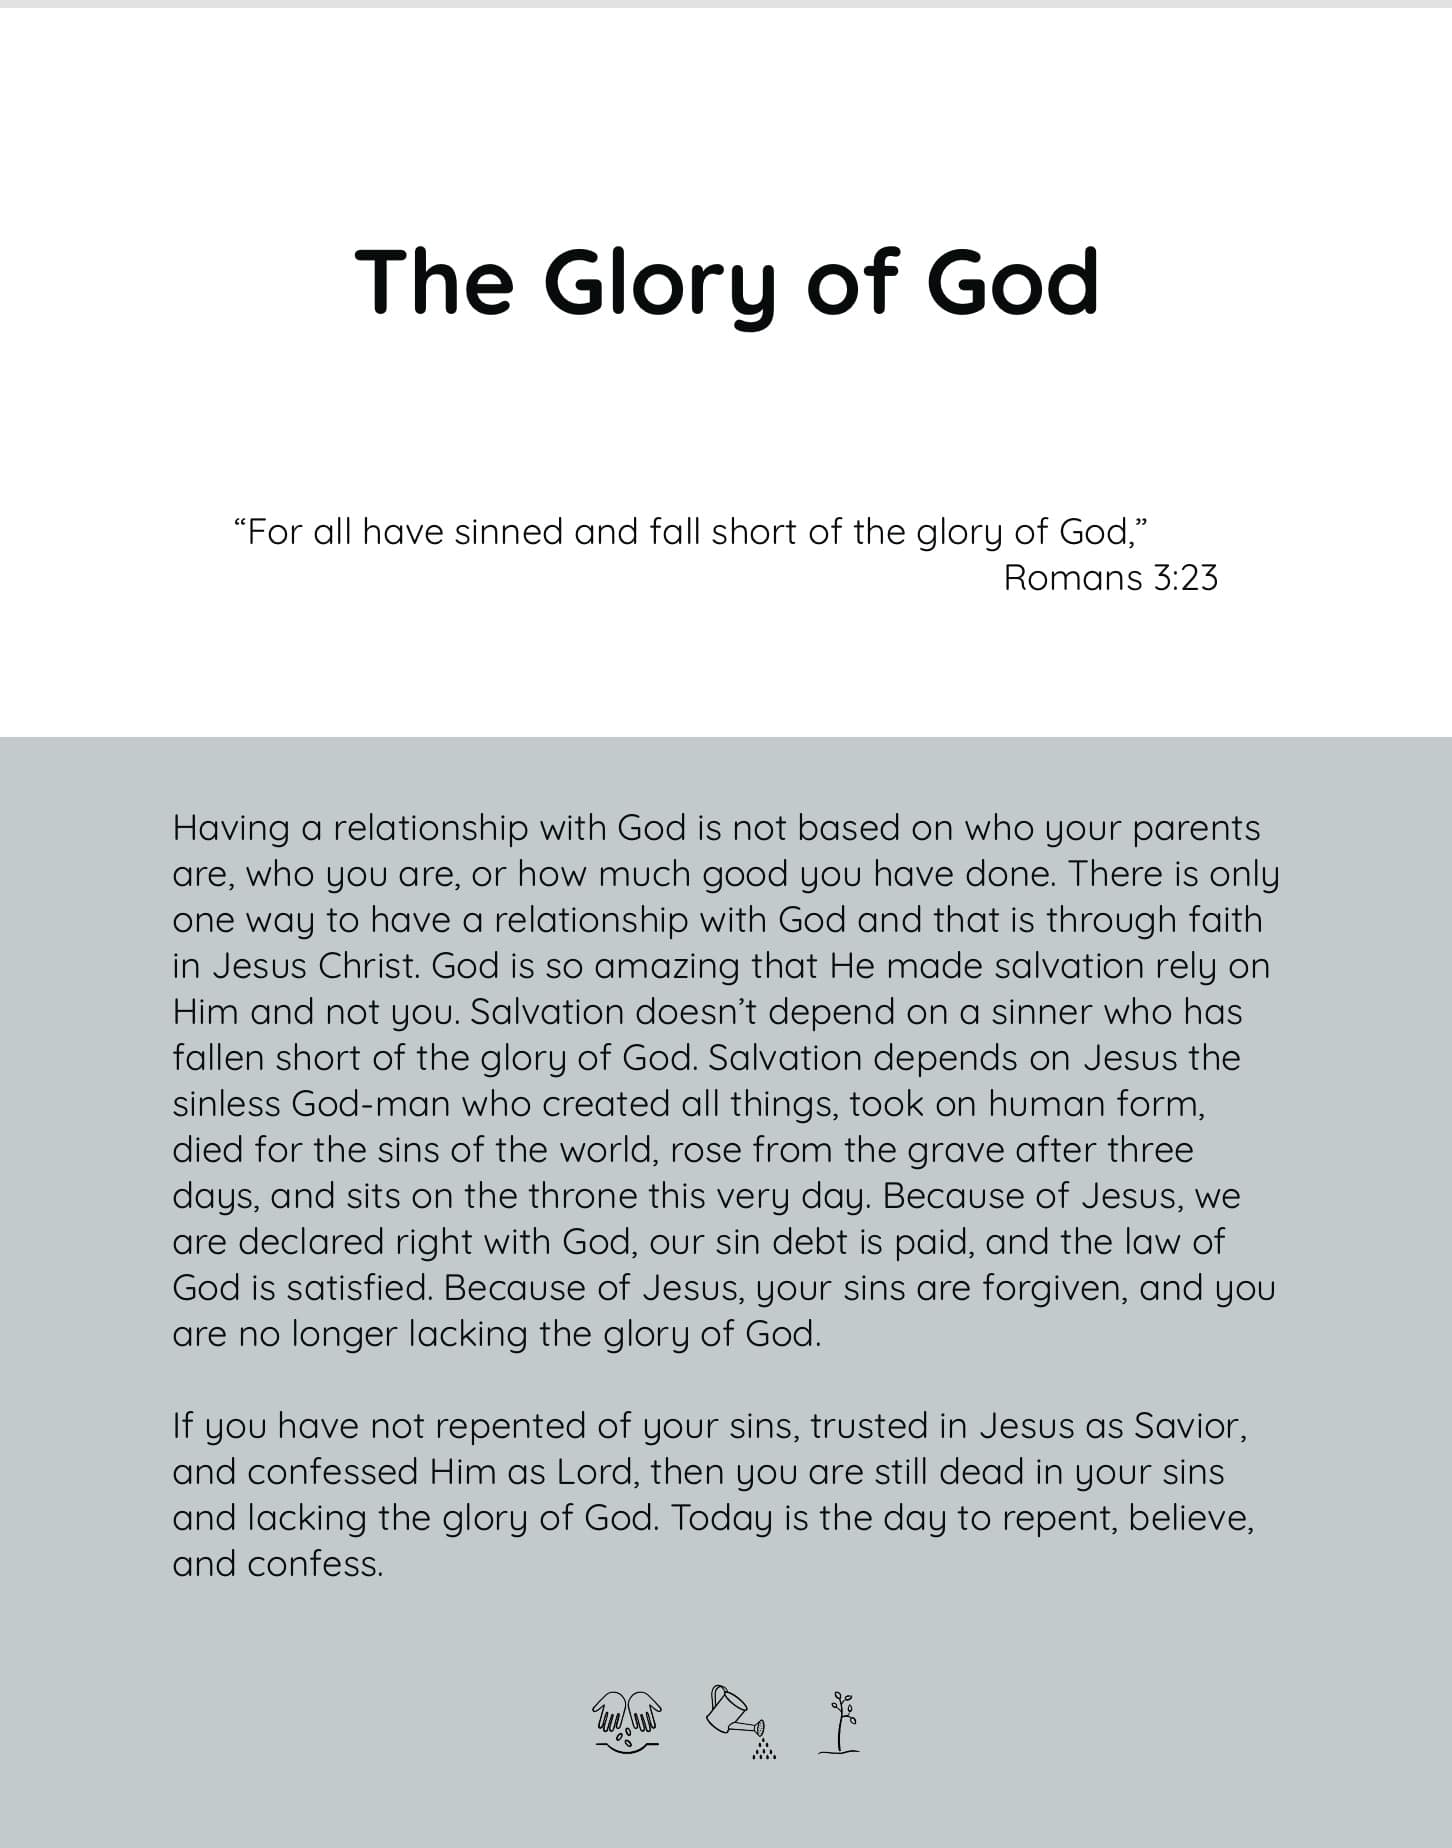 The Glory of God
“For all have sinned and fall short of the glory of God,”
Romans 3:23
Having a relationship with God is not based on who your parents
are, who you are, or how much good you have done. There is only
one way to have a relationship with God and that is through faith
in Jesus Christ. God is so amazing that He made salvation rely on
Him and not you. Salvation doesn’t depend on a sinner who has
fallen short of the glory of God. Salvation depends on Jesus the
sinless God-man who created all things, took on human form,
died for the sins of the world, rose from the grave after three
days, and sits on the throne this very day. Because of Jesus, we
are declared right with God, our sin debt is paid, and the law of
God is satisfied. Because of Jesus, your sins are forgiven, and you
are no longer lacking the glory of God.
If you have not repented of your sins, trusted in Jesus as Savior,
and confessed Him as Lord, then you are still dead in your sins
and lacking the glory of God. Today is the day to repent, believe,
and confess.